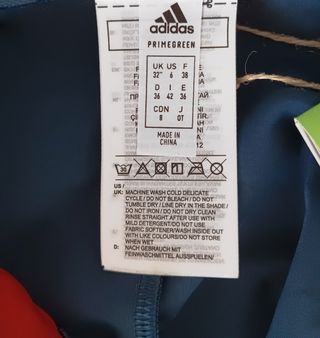 adidas
PRIMEGREEN
UK US F
32" 6 38
D I E
36 42 36
CDN J
8 OT
MADE IN
CHINA
30
US:/
UK:
MACHINE WASH COLD DELICATE
CYCLE / DO NOT BLEACH / DO NOT
TUMBLE DRY / LINE DRY IN THE SHADE
/ DO NOT IRON / DO NOT DRY CLEAN
RINSE STRAIGHT AFTER USE WITH
MILD DETERGENT/DO NOT USE
FABRIC SOFTENER/WASH INSIDE OUT
WITH LIKE COLOURS/DO NOT STORE
WHEN WET
D: NACH GEBRAUCH MIT
FEINWASCHMITTEL AUSSPUELEN/